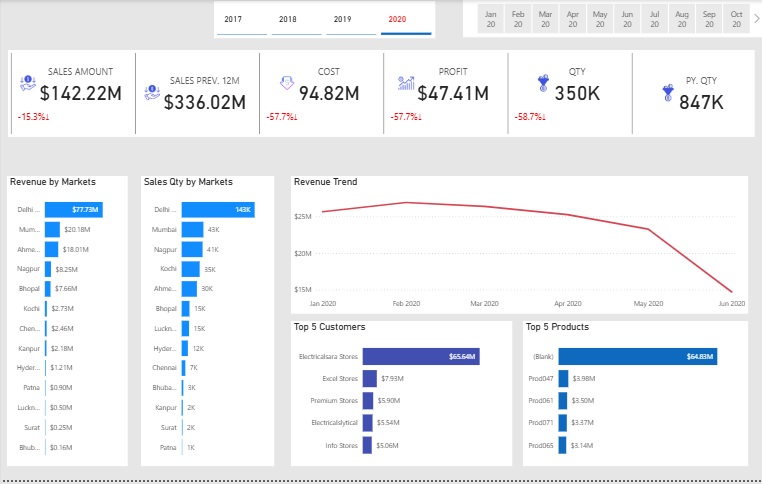 2017 2018 2019 2020
Jan Feb Mar Apr May Jun Jul Aug Sep Oct
20 20 20 20 20 20 20 20 20 20
SALES AMOUNT
$142.22M
-15.3%↓
SALES PREV. 12M
$336.02M
COST
94.82M
-57.7%↓
PROFIT
$47.41M
-57.7%↓
QTY
350K
-58.7%↓
PY. QTY
847K
Revenue by Markets
Delhi ... $77.73M
Mum... $20.18M
Ahme... $18.01M
Nagpur $8.25M
Bhopal $7.66M
Kochi $2.73M
Chen... $2.46M
Kanpur $2.18M
Hyder... $1.21M
Patna $0.90M
Luckn... $0.50M
Surat $0.25M
Bhub... $0.16M
Sales Qty by Markets
Delhi ... 143K
Mumbai 43K
Nagpur 41K
Kochi 35K
Ahme... 30K
Bhopal 15K
Luckn... 15K
Hyder... 12K
Chennai 7K
Bhuba... 3K
Kanpur 2K
Surat 2K
Patna 1K
Revenue Trend
$25M
$20M
$15M
Jan 2020 Feb 2020 Mar 2020 Apr 2020 May 2020 Jun 2020
Top 5 Customers
Electricalsara Stores $65.64M
Excel Stores $7.93M
Premium Stores $5.90M
Electricalslytical $5.54M
Info Stores $5.06M
Top 5 Products
(Blank) $64.83M
Prod047 $3.98M
Prod061 $3.50M
Prod071 $3.37M
Prod065 $3.14M